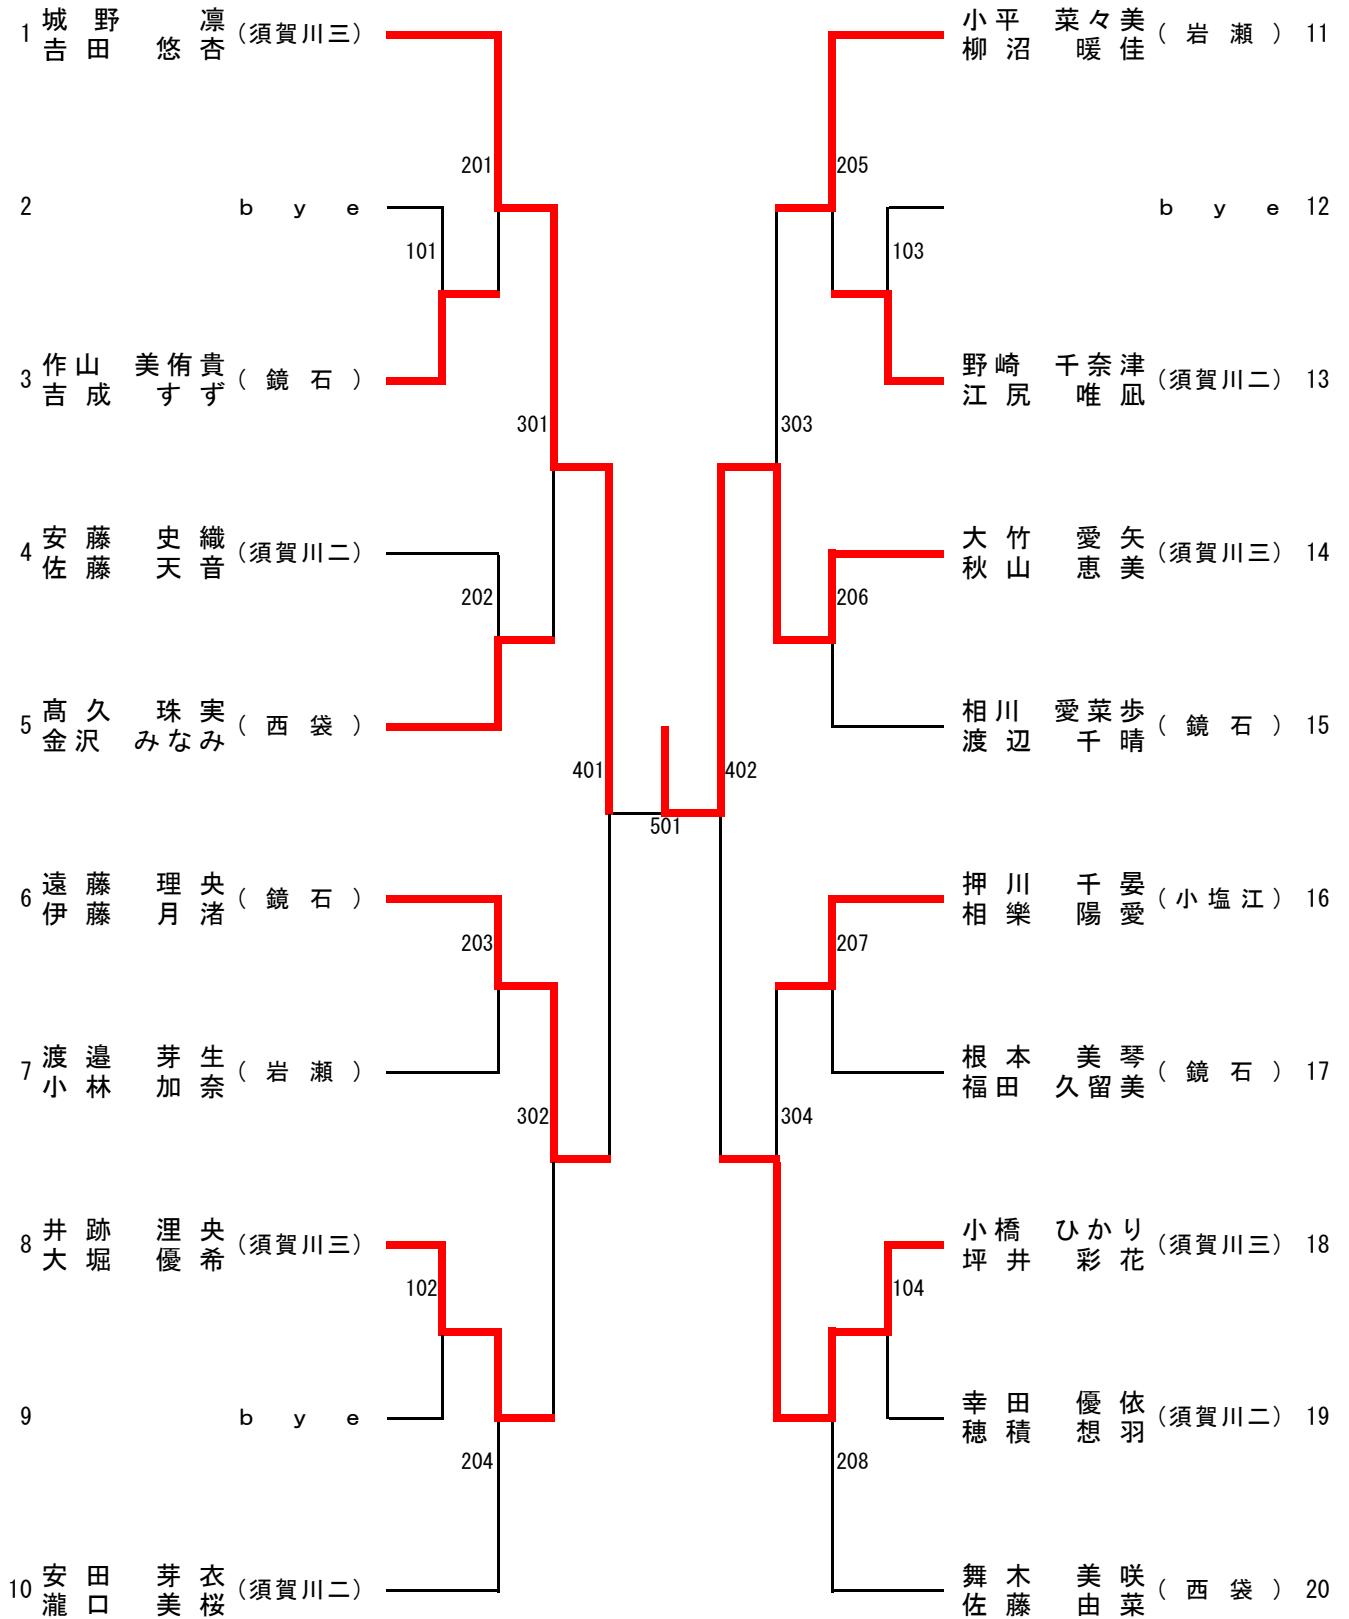 1 城野 凛 (須賀川三)
吉田 悠杏
2 bye
3 作山 美侑貴 (鏡石)
吉成 すず
4 安藤 史織 (須賀川二)
佐藤 天音
5 髙久 珠実 (西袋)
金沢 みなみ
6 遠藤 理央 (鏡石)
伊藤 月渚
7 渡邉 芽生 (岩瀬)
小林 加奈
8 井跡 浬央 (須賀川三)
大堀 優希
9 bye
10 安田 芽衣 (須賀川二)
瀧口 美桜
201
101
301
202
401
203
302
102
204
501
205
103
303
206
402
207
304
104
208
小平 菜々美 (岩瀬) 11
柳沼 暖佳
bye 12
野崎 千奈津 (須賀川二) 13
江尻 唯凪
大竹 愛矢 (須賀川三) 14
秋山 恵美
相川 愛菜歩 (鏡石) 15
渡辺 千晴
押川 千晏 (小塩江) 16
相樂 陽愛
根本 美琴 (鏡石) 17
福田 久留美
小橋 ひかり (須賀川三) 18
坪井 彩花
幸田 優依 (須賀川二) 19
穂積 想羽
舞木 美咲 (西袋) 20
佐藤 由菜